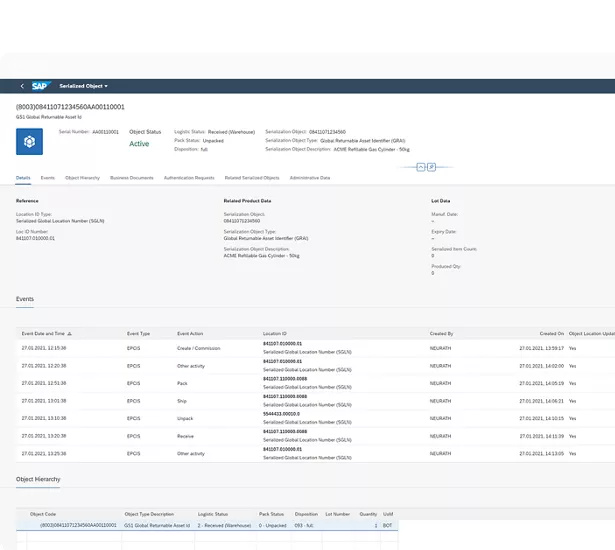 SAP Serialized Object
(8003)08411071234560AA00110001
GS1 Global Returnable Asset Id
Serial Number: AA00110001 Object Status Logistic Status: Received (Warehouse) Serialization Object: 08411071234560
Active Pack Status: Unpacked Serialization Object Type: Global Returnable Asset Identifier (GRAI)
Disposition: full Serialization Object Description: ACME Refillable Gas Cylinder - 50kg
Details Events Object Hierarchy Business Documents Authentication Requests Related Serialized Objects Administrative Data
Reference Related Product Data Lot Data
Location ID Type: Serialization Object: Manuf. Date:
Serialized Global Location Number (SGLN) 08411071234560 –
Loc ID Number: Serialization Object Type: Expiry Date:
841107.010000.01 Global Returnable Asset Identifier (GRAI) –
Serialization Object Description: Serialized Item Count:
ACME Refillable Gas Cylinder - 50kg 0
Produced Qty:
0
Events
Event Date and Time Event Type Event Action Location ID Created By Created On Object Location Updat
27.01.2021, 12:15:38 EPCIS Create / Commission 841107.010000.01 NEURATH 27.01.2021, 13:59:17 Yes
Serialized Global Location Number (SGLN)
27.01.2021, 12:20:38 EPCIS Other activity 841107.010000.01 NEURATH 27.01.2021, 14:02:00 Yes
Serialized Global Location Number (SGLN)
27.01.2021, 12:51:38 EPCIS Pack 841107.110000.0088 NEURATH 27.01.2021, 14:05:19 Yes
Serialized Global Location Number (SGLN)
27.01.2021, 13:01:38 EPCIS Ship 841107.110000.0088 NEURATH 27.01.2021, 14:06:21 Yes
Serialized Global Location Number (SGLN)
27.01.2021, 13:10:38 EPCIS Unpack 5544433.00010.0 NEURATH 27.01.2021, 14:10:15 Yes
Serialized Global Location Number (SGLN)
27.01.2021, 13:20:38 EPCIS Receive 841107.110000.0088 NEURATH 27.01.2021, 14:11:39 Yes
Serialized Global Location Number (SGLN)
27.01.2021, 13:25:38 EPCIS Other activity 841107.010000.01 NEURATH 27.01.2021, 14:13:05 Yes
Serialized Global Location Number (SGLN)
Object Hierarchy
Object Code Object Type Description Logistic Status Pack Status Disposition Lot Number Quantity UoM
(8003)08411071234560AA00110001 GS1 Global Returnable Asset Id 2 - Received (Warehouse) 0 - Unpacked 093 - full 1 BOT